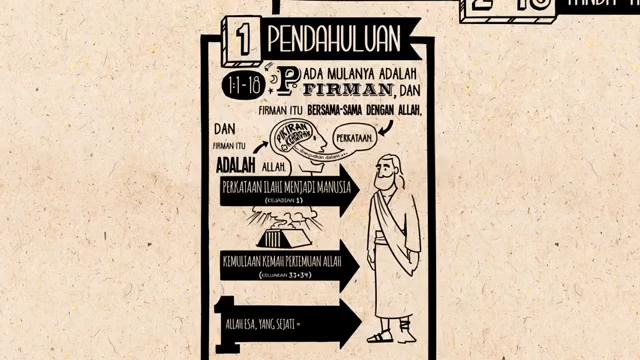 1 PENDAHULUAN
1:1-18
PADA MULANYA ADALAH
FIRMAN, DAN
FIRMAN ITU BERSAMA-SAMA DENGAN ALLAH,
DAN
FIRMAN ITU
ADALAH ALLAH.
PIKIRAN
PERKATAAN.
PERKATAAN ILAHI MENJADI MANUSIA
(KEJADIAN 1)
KEMULIAAN KEMAH PERTEMUAN ALLAH
(KELUARAN 33+34)
1 ALLAH ESA, YANG SEJATI =